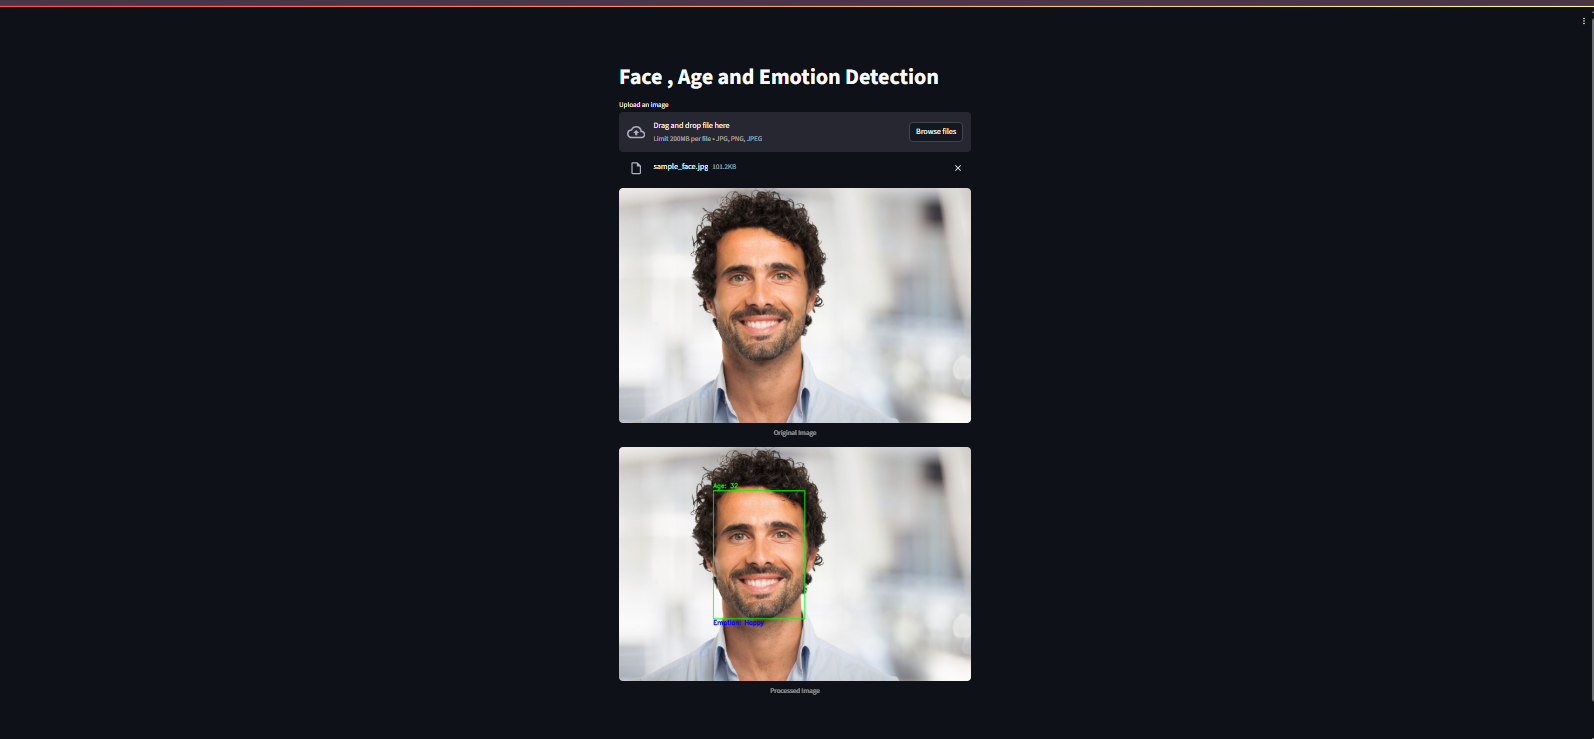 Face , Age and Emotion Detection
Upload an image
Drag and drop file here
Limit 200MB per file • JPG, PNG, JPEG
Browse files
sample_face.jpg 101.2KB
Original Image
Age: 32
Emotion: Happy
Processed Image